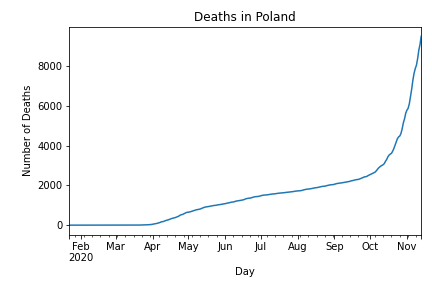 Deaths in Poland
Number of Deaths
8000
6000
4000
2000
0
Feb Mar Apr May Jun Jul Aug Sep Oct Nov
2020
Day